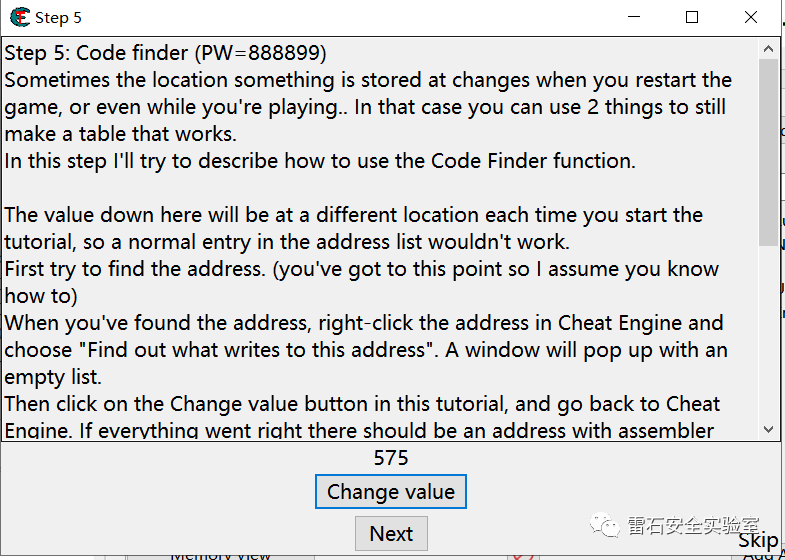 Step 5
Step 5: Code finder (PW=888899)
Sometimes the location something is stored at changes when you restart the
game, or even while you're playing.. In that case you can use 2 things to still
make a table that works.
In this step I'll try to describe how to use the Code Finder function.
The value down here will be at a different location each time you start the
tutorial, so a normal entry in the address list wouldn't work.
First try to find the address. (you've got to this point so I assume you know
how to)
When you've found the address, right-click the address in Cheat Engine and
choose "Find out what writes to this address". A window will pop up with an
empty list.
Then click on the Change value button in this tutorial, and go back to Cheat
Engine. If everything went right there should be an address with assembler
575
Change value
Next
雷石安全实验室
Skip
Memory View